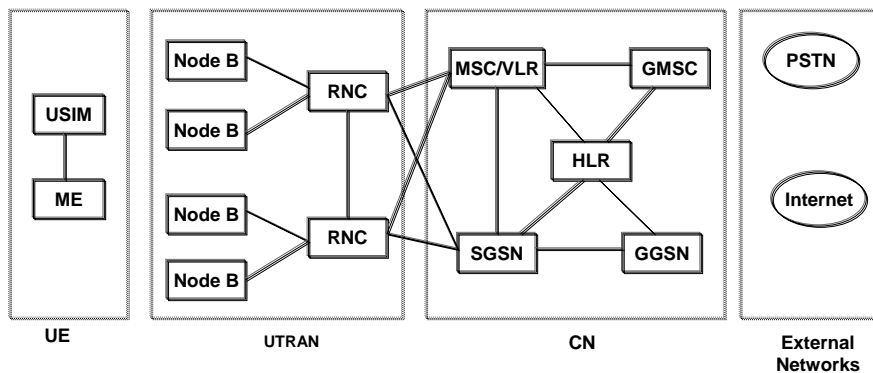 USIM
ME
UE
Node B
Node B
Node B
Node B
RNC
RNC
UTRAN
MSC/VLR
GMSC
HLR
SGSN
GGSN
CN
PSTN
Internet
External
Networks